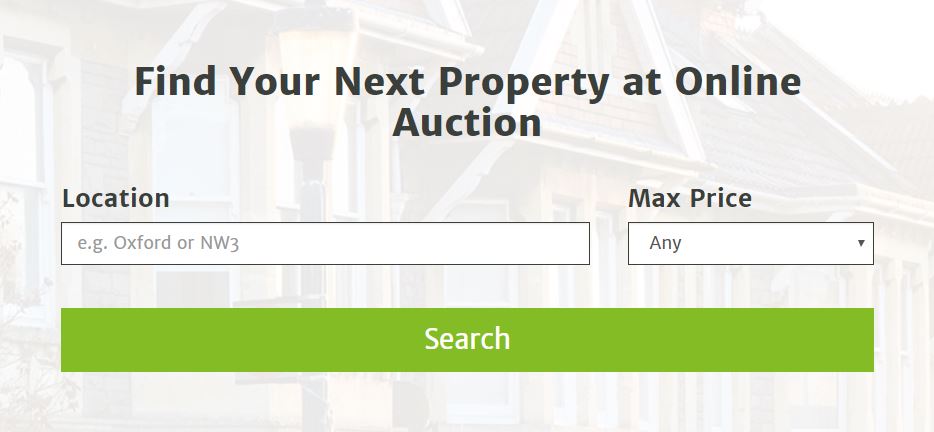 Find Your Next Property at Online
Auction
Location
Max Price
e.g. Oxford or NW3
Any
Search